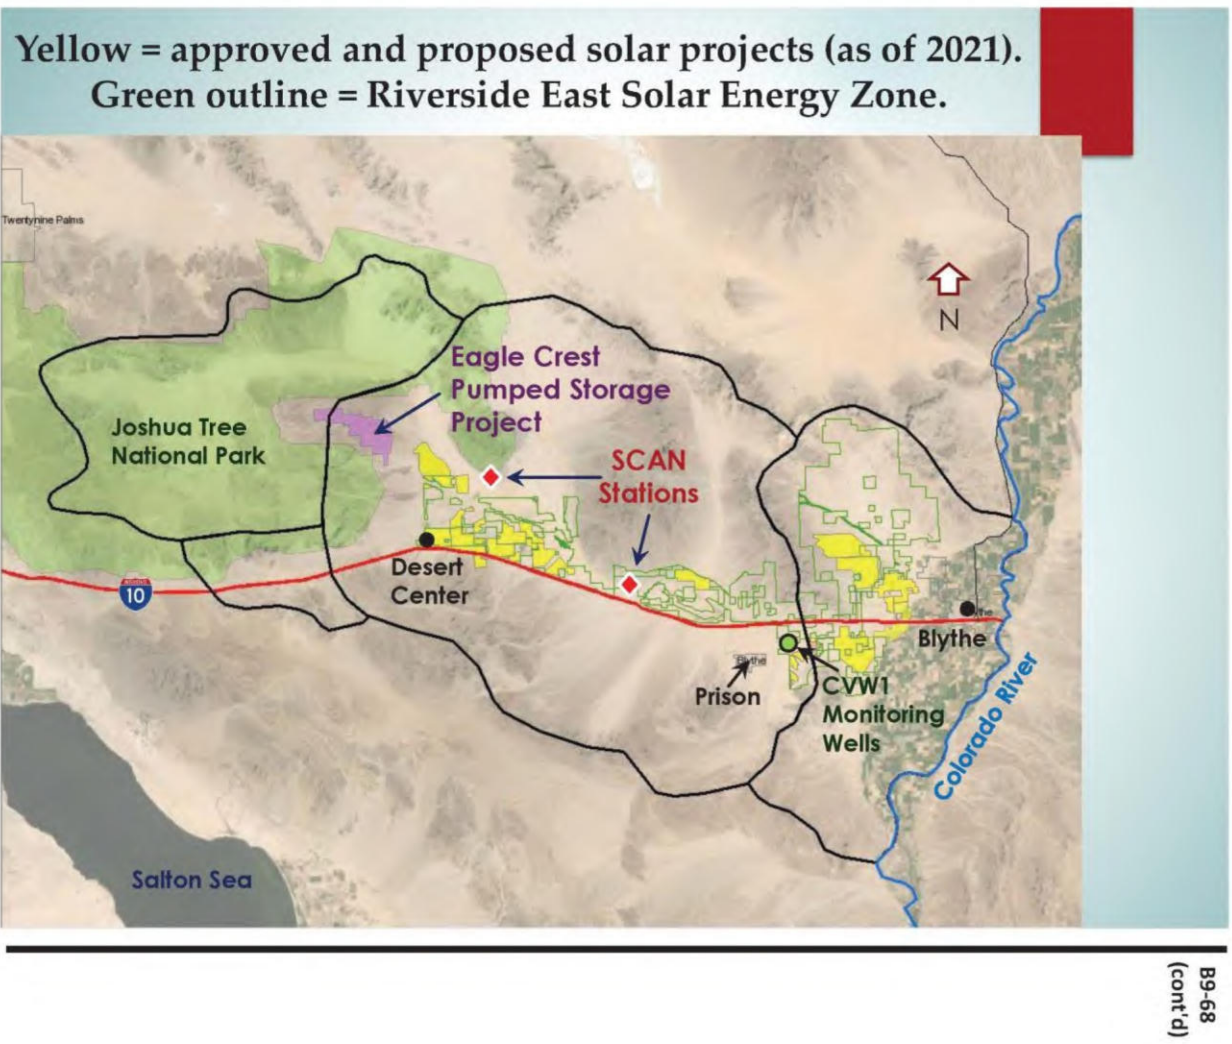 Yellow = approved and proposed solar projects (as of 2021).
Green outline = Riverside East Solar Energy Zone.
Twentynine Palms
N
Eagle Crest
Pumped Storage
Project
Joshua Tree
National Park
SCAN
Stations
Desert
Center
10
Blythe
Blythe
Prison
CVW1
Monitoring
Wells
Colorado River
Salton Sea
B9-68
(cont'd)